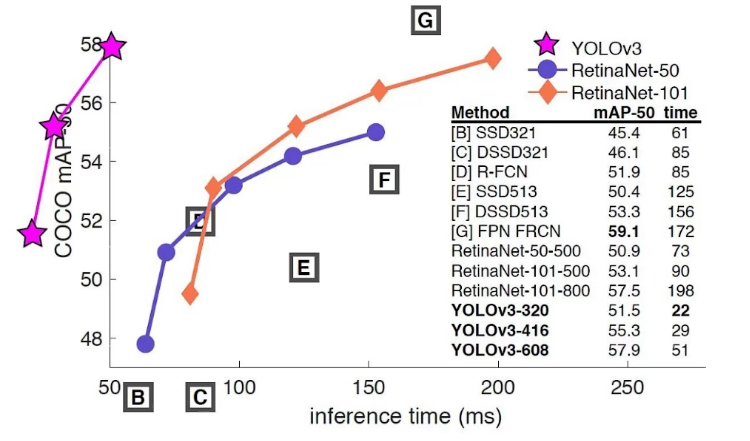 G
58
YOLOv3
RetinaNet-50
RetinaNet-101
56
COCO mAP-50
Method mAP-50 time
[B] SSD321 45.4 61
[C] DSSD321 46.1 85
[D] R-FCN 51.9 85
[E] SSD513 50.4 125
[F] DSSD513 53.3 156
[G] FPN FRCN 59.1 172
RetinaNet-50-500 50.9 73
RetinaNet-101-500 53.1 90
RetinaNet-101-800 57.5 198
YOLOv3-320 51.5 22
YOLOv3-416 55.3 29
YOLOv3-608 57.9 51
54
F
52
D
E
50
48
50 100 150 200 250
B C
inference time (ms)